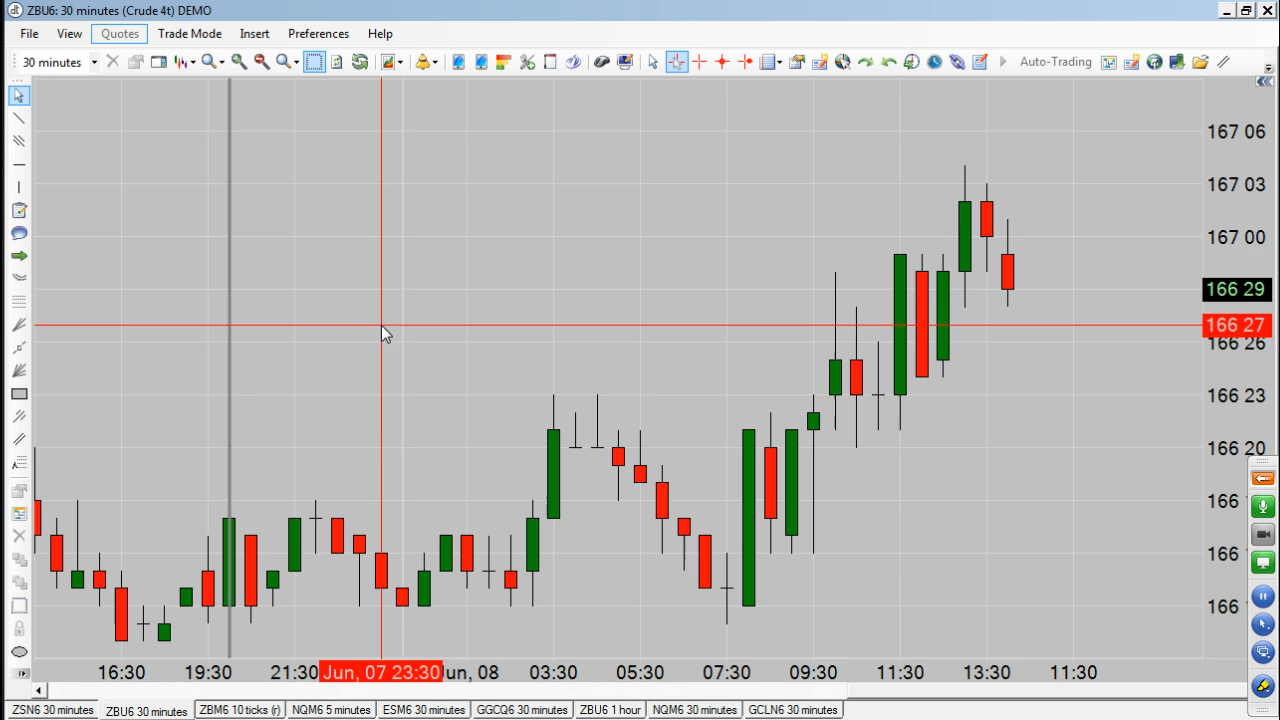 dt ZBU6: 30 minutes (Crude 4t) DEMO
File View Quotes Trade Mode Insert Preferences Help
30 minutes Auto-Trading
167 06
167 03
167 00
166 29
166 27
166 26
166 23
166 20
166
166
166
16:30 19:30 21:30 Jun, 07 23:30 Jun, 08 03:30 05:30 07:30 09:30 11:30 13:30 11:30
ZSN6 30 minutes ZBU6 30 minutes ZBM6 10 ticks (r) NQM6 5 minutes ESM6 30 minutes GGCQ6 30 minutes ZBU6 1 hour NQM6 30 minutes GCLN6 30 minutes